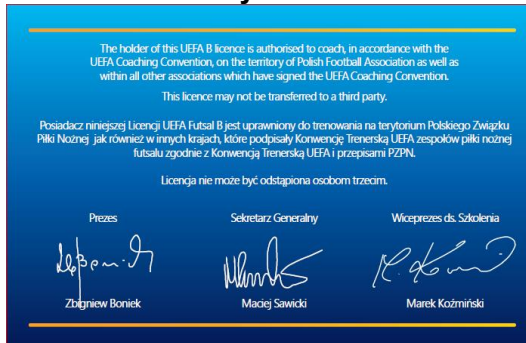 The holder of this UEFA B licence is authorised to coach, in accordance with the
UEFA Coaching Convention, on the territory of Polish Football Association as well as
within all other associations which have signed the UEFA Coaching Convention.
This licence may not be transferred to a third party.
Posiadacz niniejszej Licencji UEFA Futsal B jest uprawniony do trenowania na terytorium Polskiego Związku
Piłki Nożnej jak również w innych krajach, które podpisały Konwencję Trenerską UEFA zespołów piłki nożnej
futsalu zgodnie z Konwencją Trenerską UEFA i przepisami PZPN.
Licencja nie może być odstąpiona osobom trzecim.
Prezes Sekretarz Generalny Wiceprezes ds. Szkolenia
Zbigniew Boniek Maciej Sawicki Marek Koźmiński